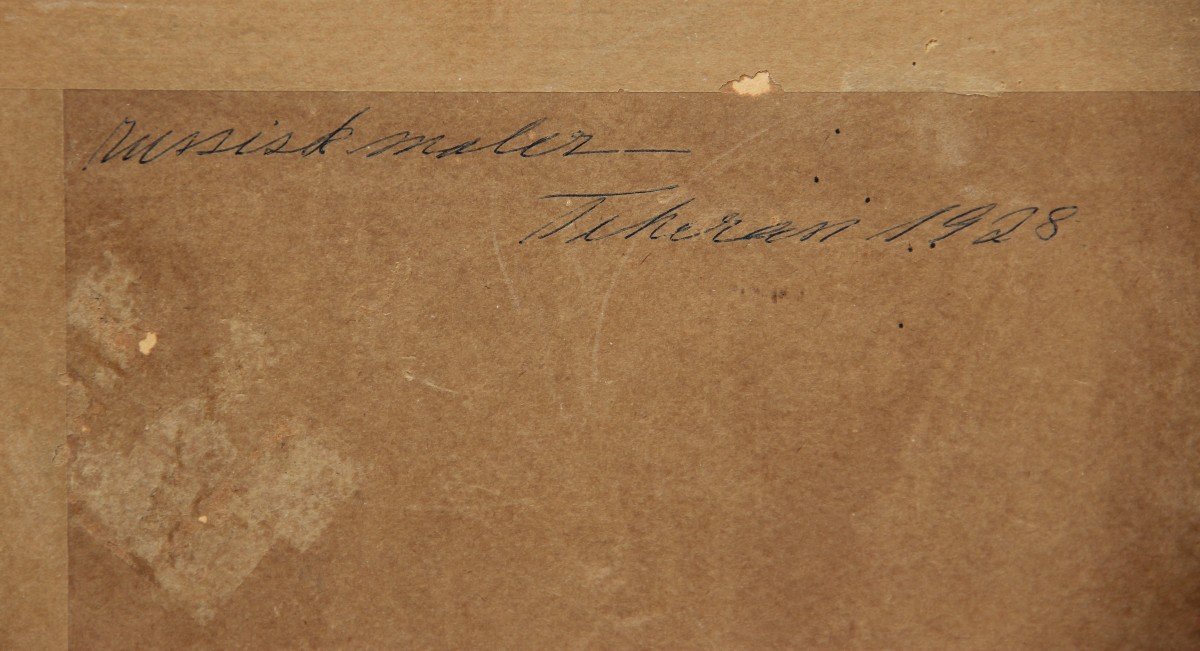 russisk maler —
Teheran 1928